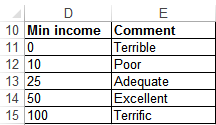 D E
10 Min income Comment
11 0 Terrible
12 10 Poor
13 25 Adequate
14 50 Excellent
15 100 Terrific